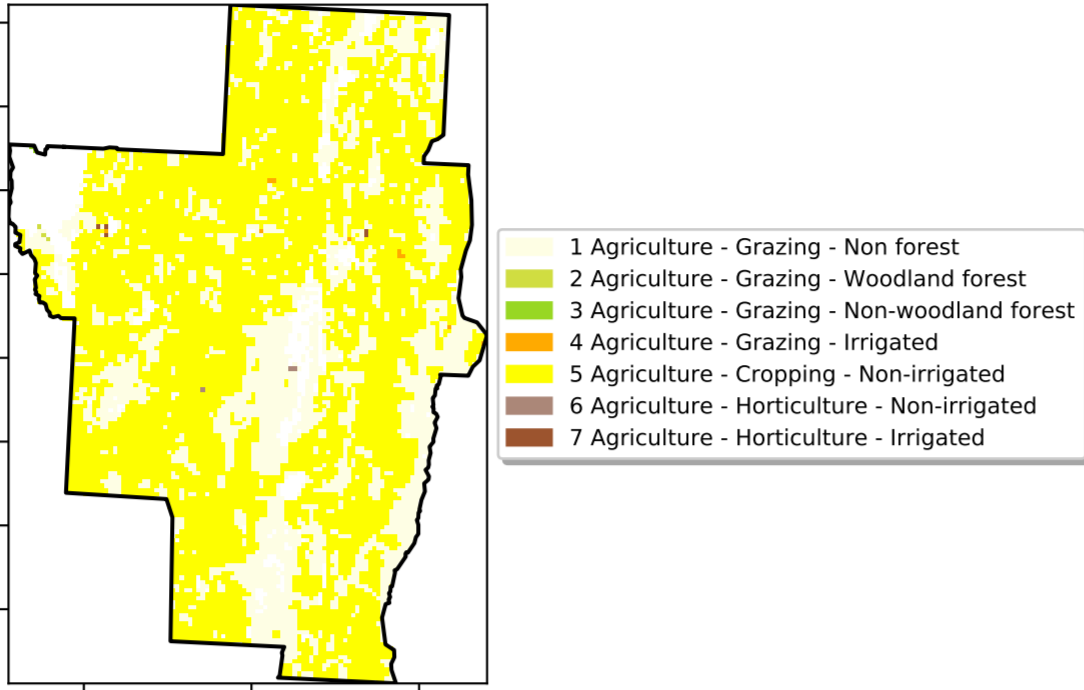 1 Agriculture - Grazing - Non forest
2 Agriculture - Grazing - Woodland forest
3 Agriculture - Grazing - Non-woodland forest
4 Agriculture - Grazing - Irrigated
5 Agriculture - Cropping - Non-irrigated
6 Agriculture - Horticulture - Non-irrigated
7 Agriculture - Horticulture - Irrigated